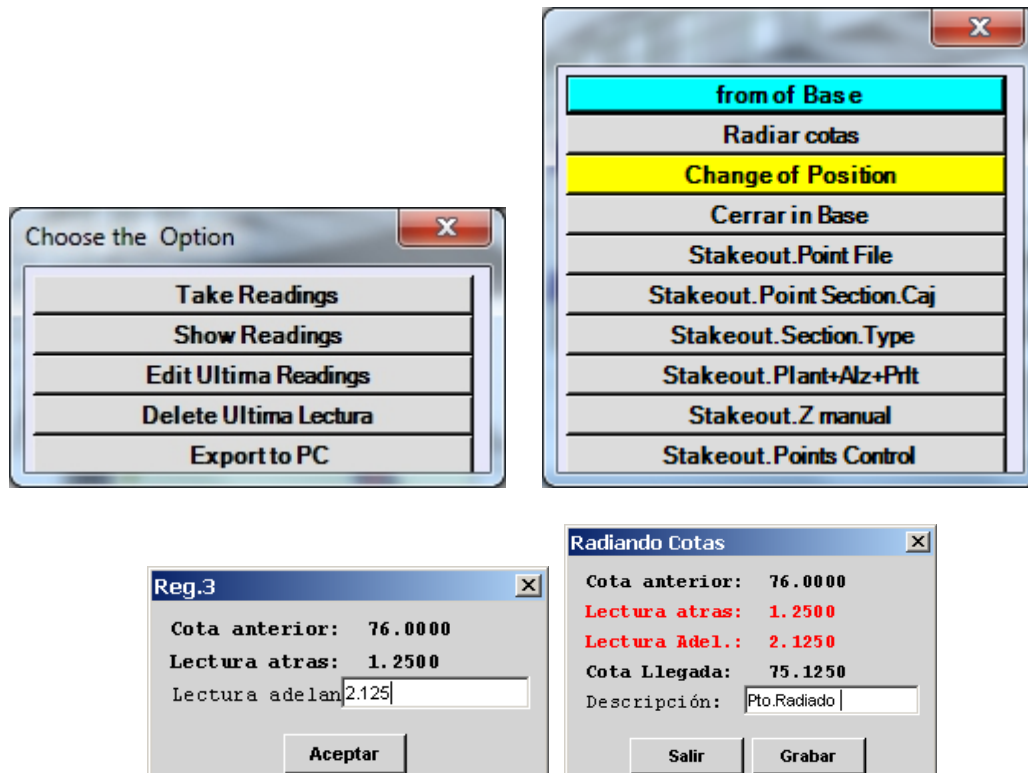 Choose the Option
Take Readings
Show Readings
Edit Ultima Readings
Delete Ultima Lectura
Export to PC
from of Base
Radiar cotas
Change of Position
Cerrar in Base
Stakeout.Point File
Stakeout.Point Section.Caj
Stakeout.Section.Type
Stakeout.Plant+Alz+Prlt
Stakeout.Z manual
Stakeout.Points Control
Reg.3
Cota anterior: 76.0000
Lectura atras: 1.2500
Lectura adelan 2.125
Aceptar
Radiando Cotas
Cota anterior: 76.0000
Lectura atras: 1.2500
Lectura Adel.: 2.1250
Cota Llegada: 75.1250
Descripción: Pto.Radiado
Salir Grabar